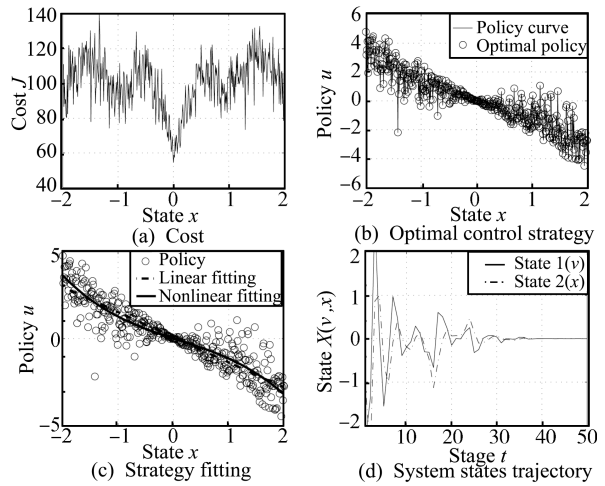 140
120
100
80
60
40
Cost J
−2
−1
0
1
2
State x
(a) Cost
6
4
2
0
−2
−4
−6
Policy u
Policy curve
Optimal policy
−2
−1
0
1
2
State x
(b) Optimal control strategy
5
0
−5
Policy u
Policy
Linear fitting
Nonlinear fitting
−2
−1
0
1
2
State x
(c) Strategy fitting
2
1
0
−1
−2
State X(v ,x)
State 1(v)
State 2(x)
10
20
30
40
50
Stage t
(d) System states trajectory